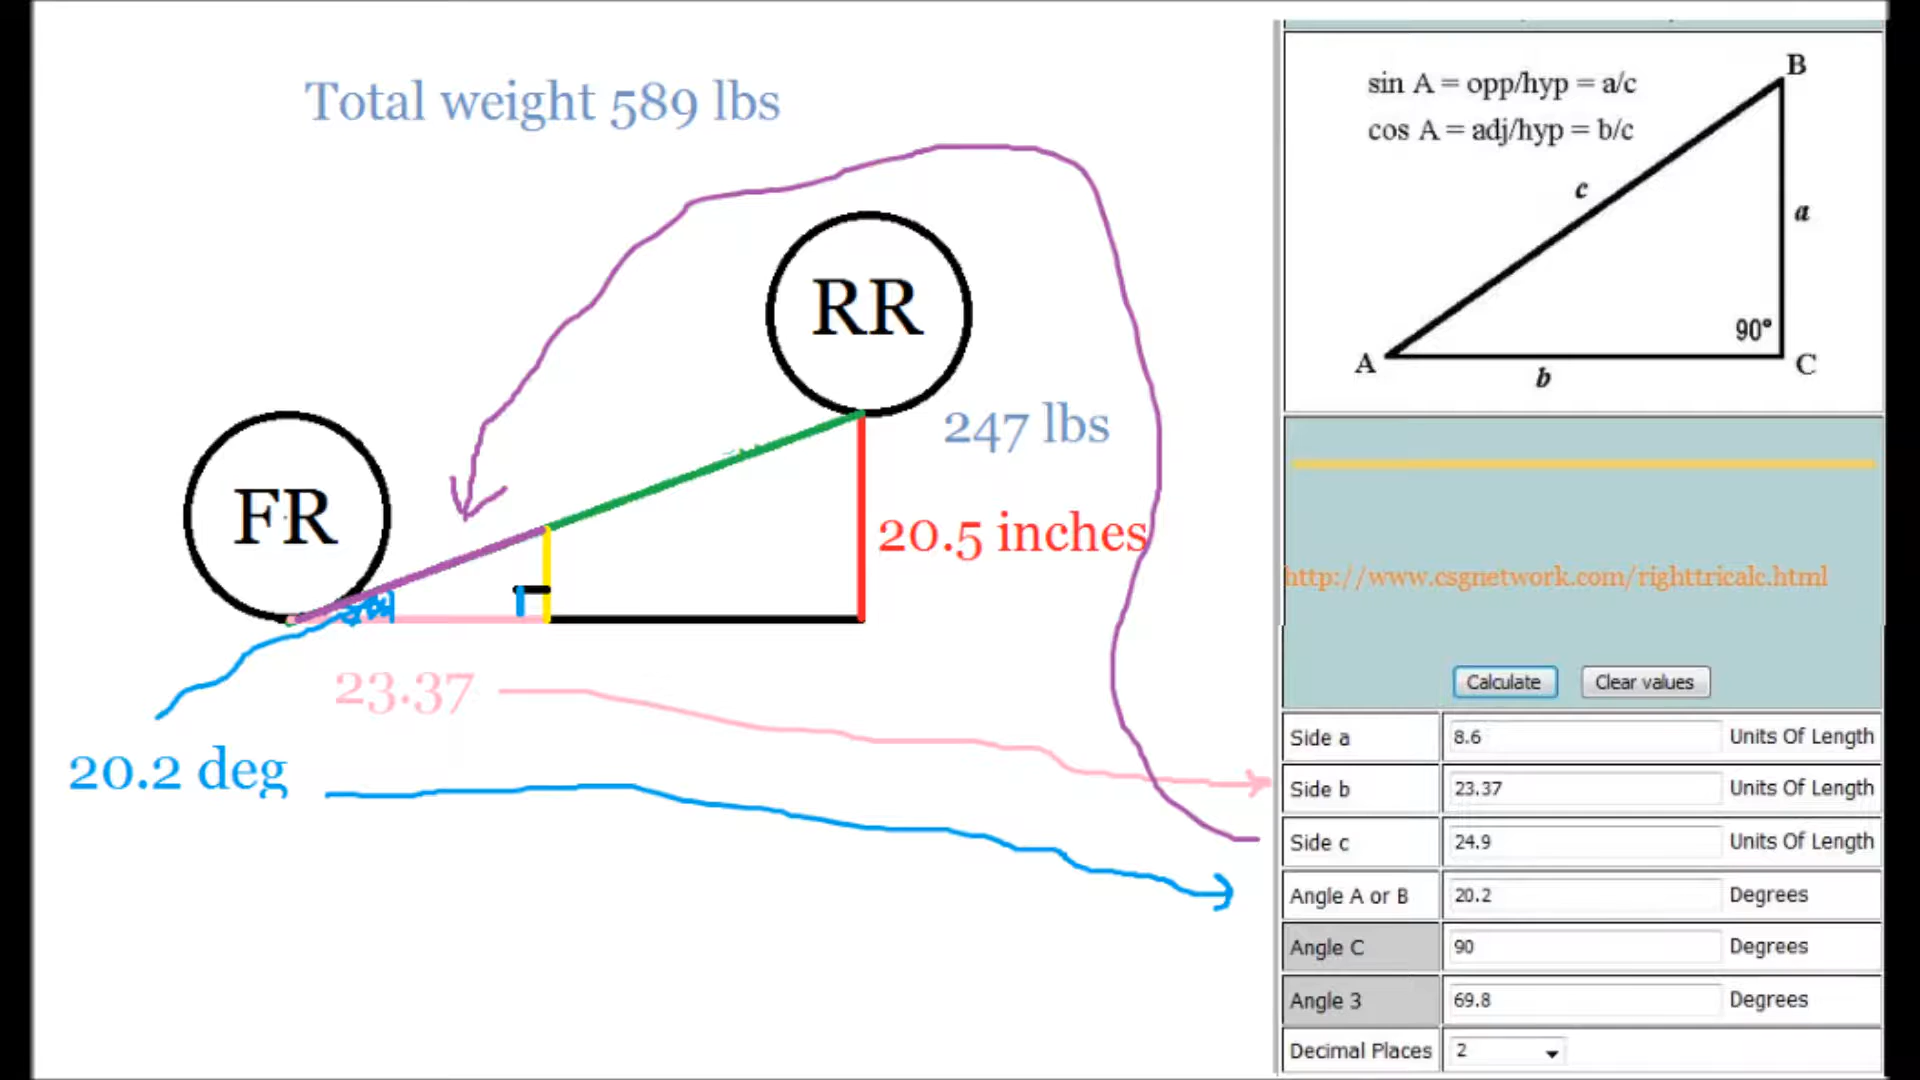 Total weight 589 lbs
RR
FR
247 lbs
20.5 inches
23.37
20.2 deg
sin A = opp/hyp = a/c
cos A = adj/hyp = b/c
B
c
a
90°
A
b
C
http://www.csgnetwork.com/righttricalc.html
Calculate Clear values
Side a 8.6 Units Of Length
Side b 23.37 Units Of Length
Side c 24.9 Units Of Length
Angle A or B 20.2 Degrees
Angle C 90 Degrees
Angle 3 69.8 Degrees
Decimal Places 2